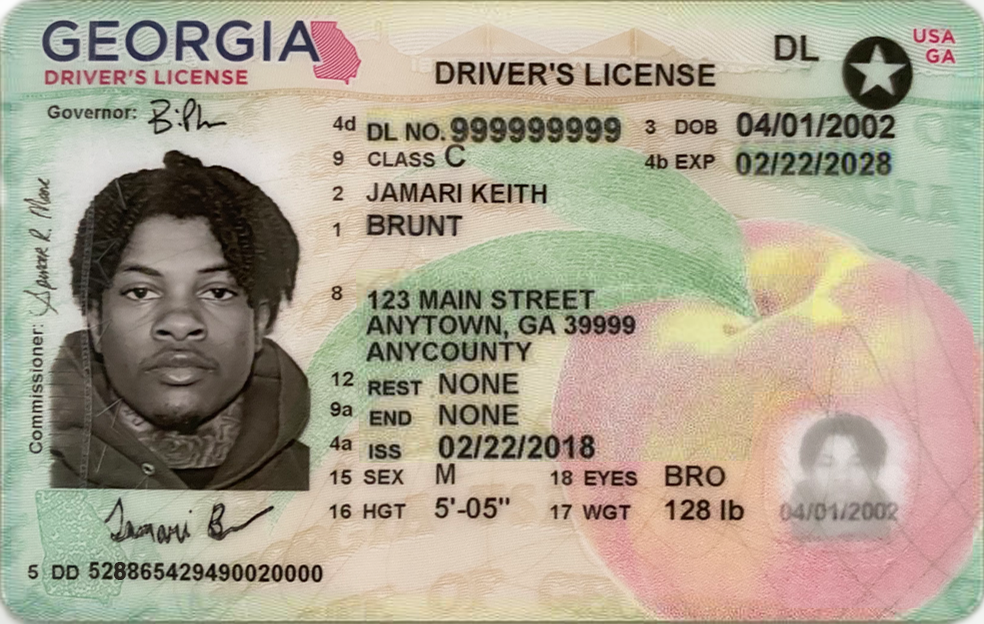 GEORGIA
DRIVER'S LICENSE
DRIVER'S LICENSE
DL
USA
GA
Governor:
Commissioner: Spencer R. Moore
4d DL NO. 999999999
3 DOB 04/01/2002
9 CLASS C
4b EXP 02/22/2028
2 JAMARI KEITH
1 BRUNT
8 123 MAIN STREET
ANYTOWN, GA 39999
ANYCOUNTY
12 REST NONE
9a END NONE
4a ISS 02/22/2018
15 SEX M 18 EYES BRO
16 HGT 5'-05" 17 WGT 128 lb
04/01/2002
Jamari B
5 DD 528865429490020000